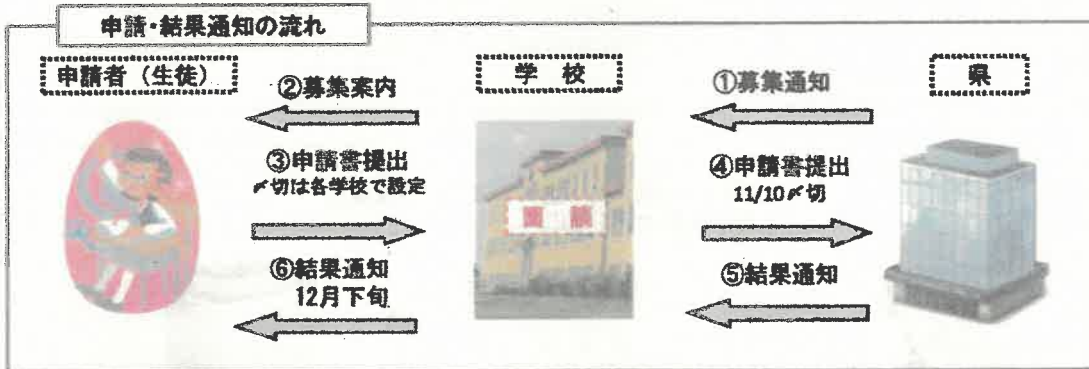 申請・結果通知の流れ
申請者（生徒）
学校
県
②募集案内
①募集通知
③申請書提出
〆切は各学校で設定
④申請書提出
11/10〆切
⑥結果通知
12月下旬
⑤結果通知